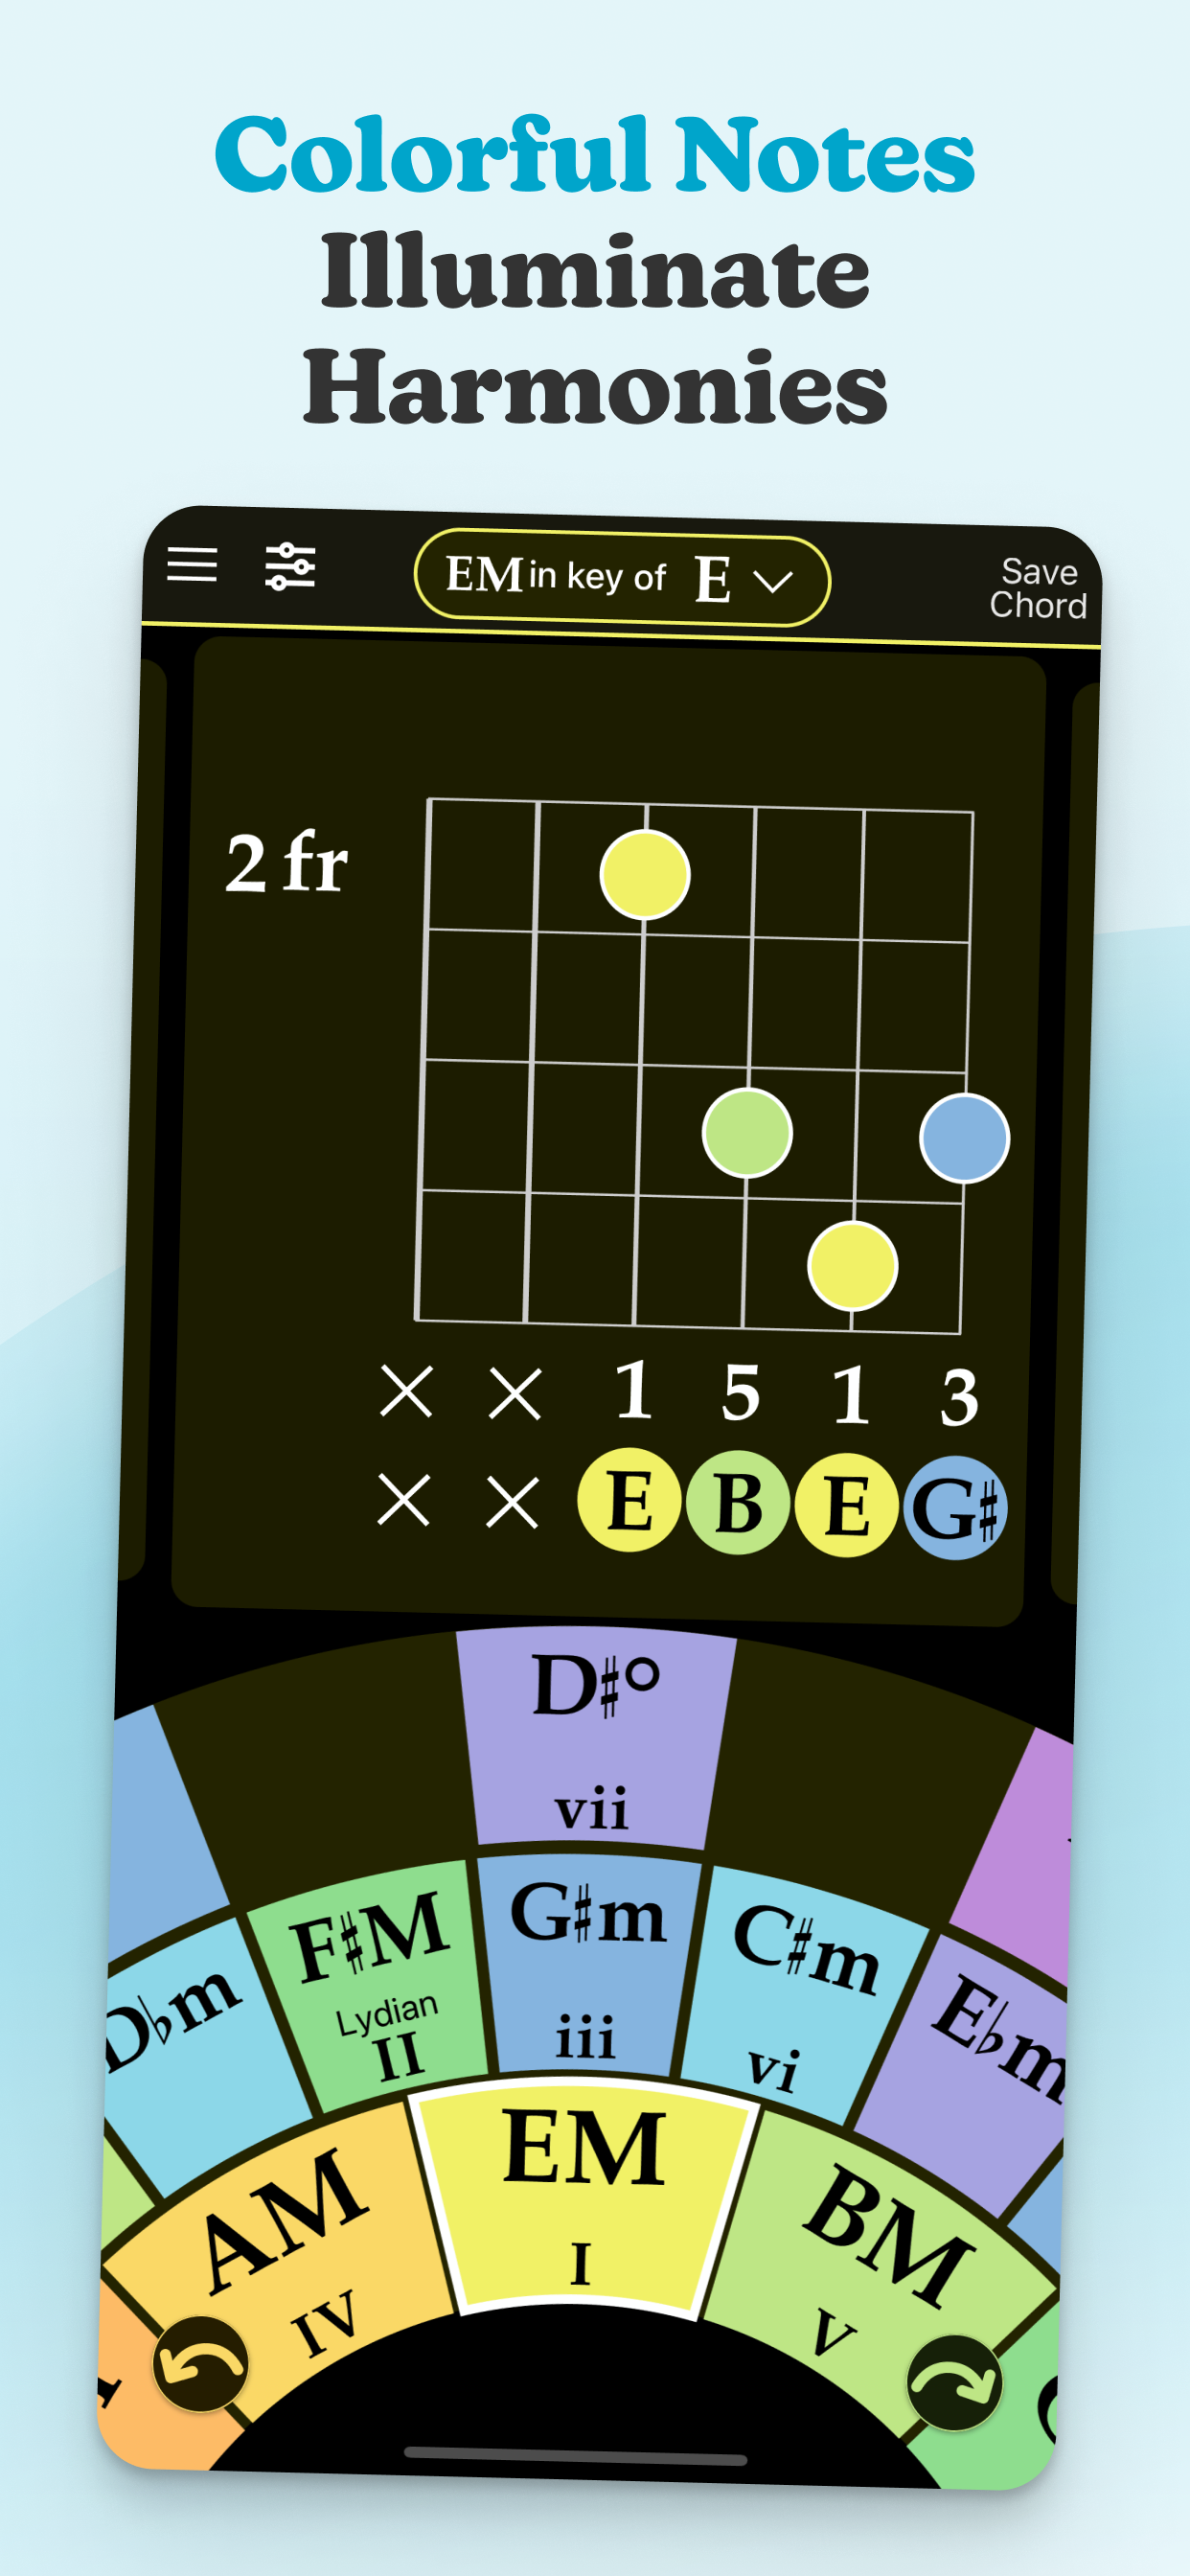 Colorful Notes
Illuminate
Harmonies
EM in key of E
Save
Chord
2 fr
× × 1 5 1 3
× × E B E G♯
D♯°
vii
D♭m
F♯M
Lydian
II
G♯m
iii
C♯m
vi
E♭m
AM
IV
EM
I
BM
V